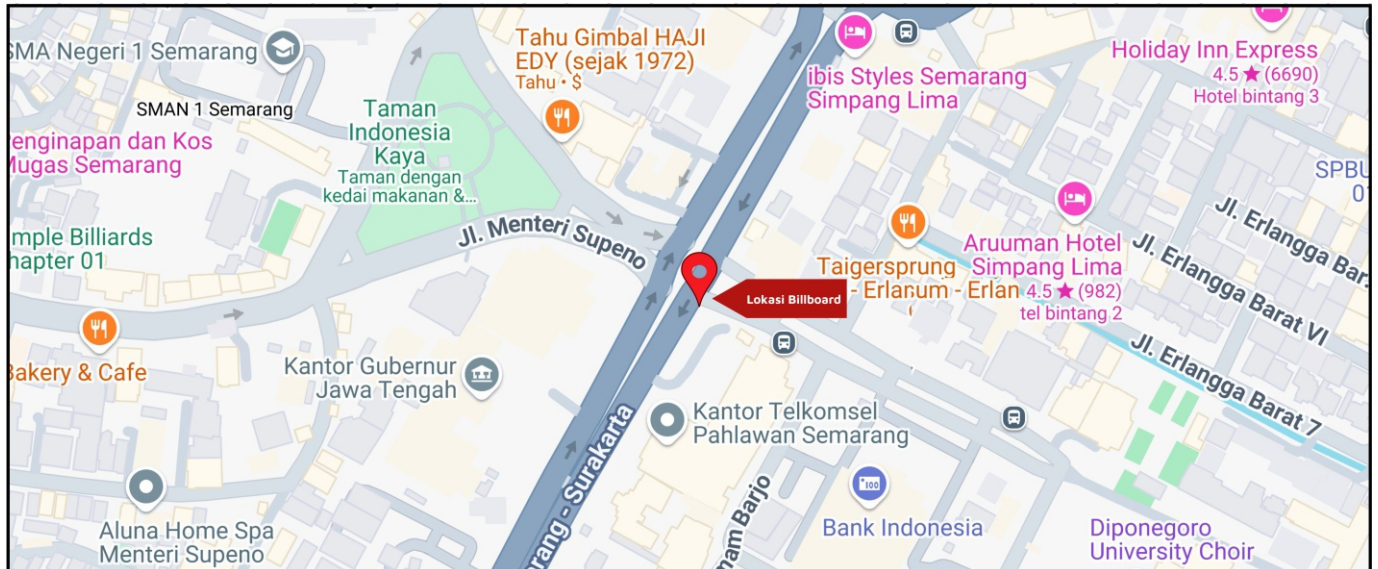 SMA Negeri 1 Semarang
SMAN 1 Semarang
enginapan dan Kos
Mugas Semarang
mple Billiards
hapter 01
Bakery & Cafe
Aluna Home Spa
Menteri Supeno
Taman
Indonesia
Kaya
Taman dengan
kedai makanan &...
Tahu Gimbal HAJI
EDY (sejak 1972)
Tahu • $
Jl. Menteri Supeno
Kantor Gubernur
Jawa Tengah
ibis Styles Semarang
Simpang Lima
Holiday Inn Express
4.5 ★ (6690)
Hotel bintang 3
SPBU
Jl. Erlangga Bar.
Jl. Erlangga Barat VI
Jl. Erlangga Barat 7
Aruuman Hotel
Simpang Lima
4.5 ★ (982)
tel bintang 2
Taigersprung
- Erlanum - Erlan
Lokasi Billboard
Kantor Telkomsel
Pahlawan Semarang
Bank Indonesia
100
Diponegoro
University Choir
rang - Surakarta
mam Barjo